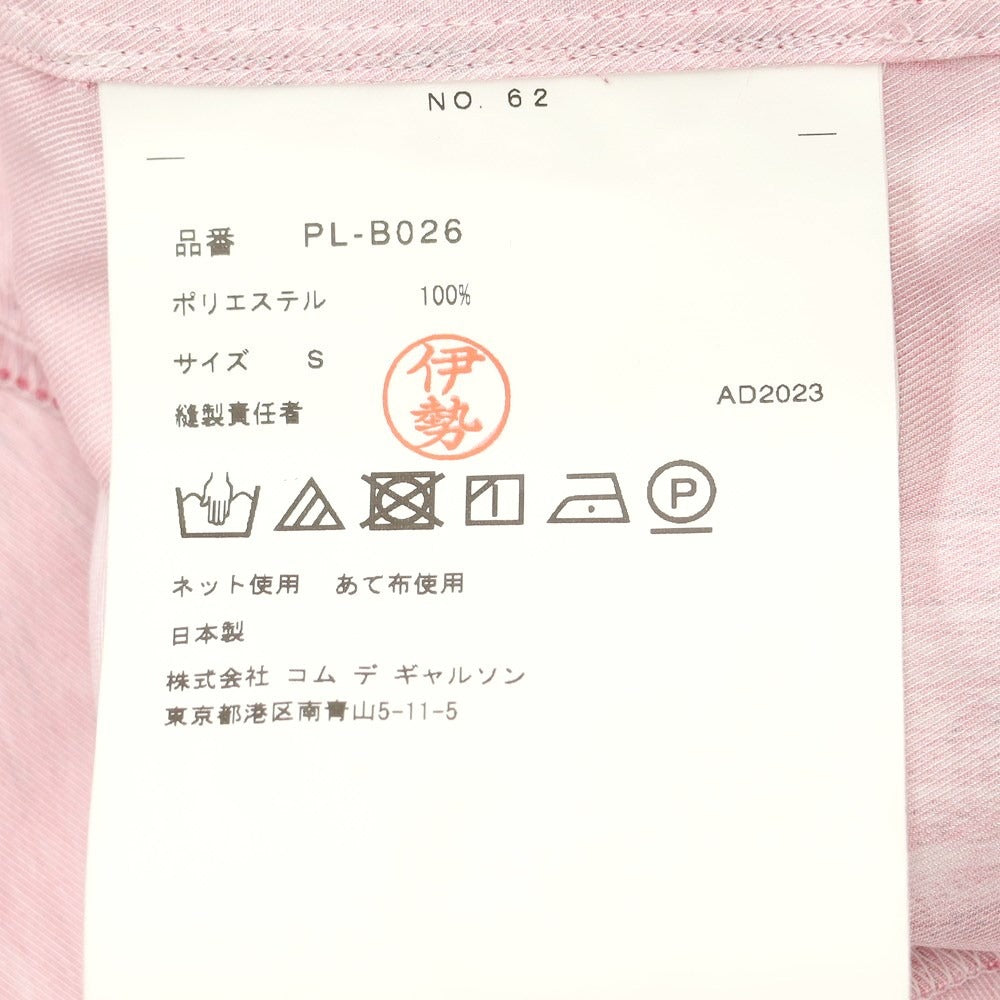 NO. 62
品番 PL-B026
ポリエステル 100%
サイズ S
伊勢
縫製責任者
AD2023
P
ネット使用 あて布使用
日本製
株式会社 コム デ ギャルソン
東京都港区南青山5-11-5